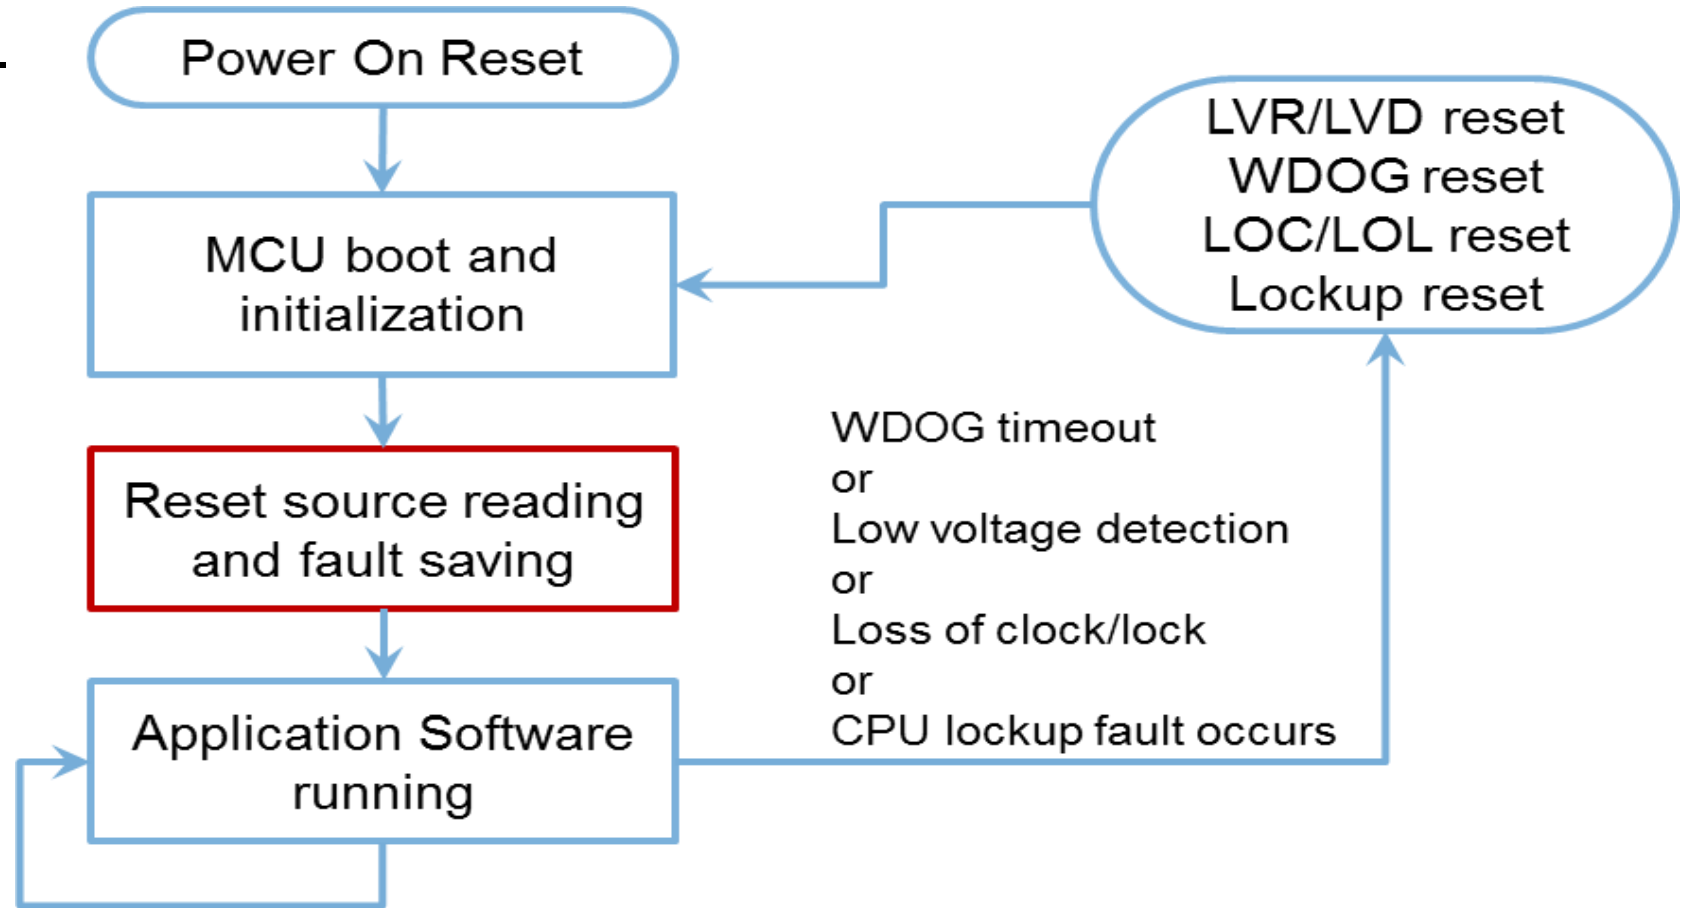 Power On Reset
MCU boot and
initialization
Reset source reading
and fault saving
Application Software
running
LVR/LVD reset
WDOG reset
LOC/LOL reset
Lockup reset
WDOG timeout
or
Low voltage detection
or
Loss of clock/lock
or
CPU lockup fault occurs